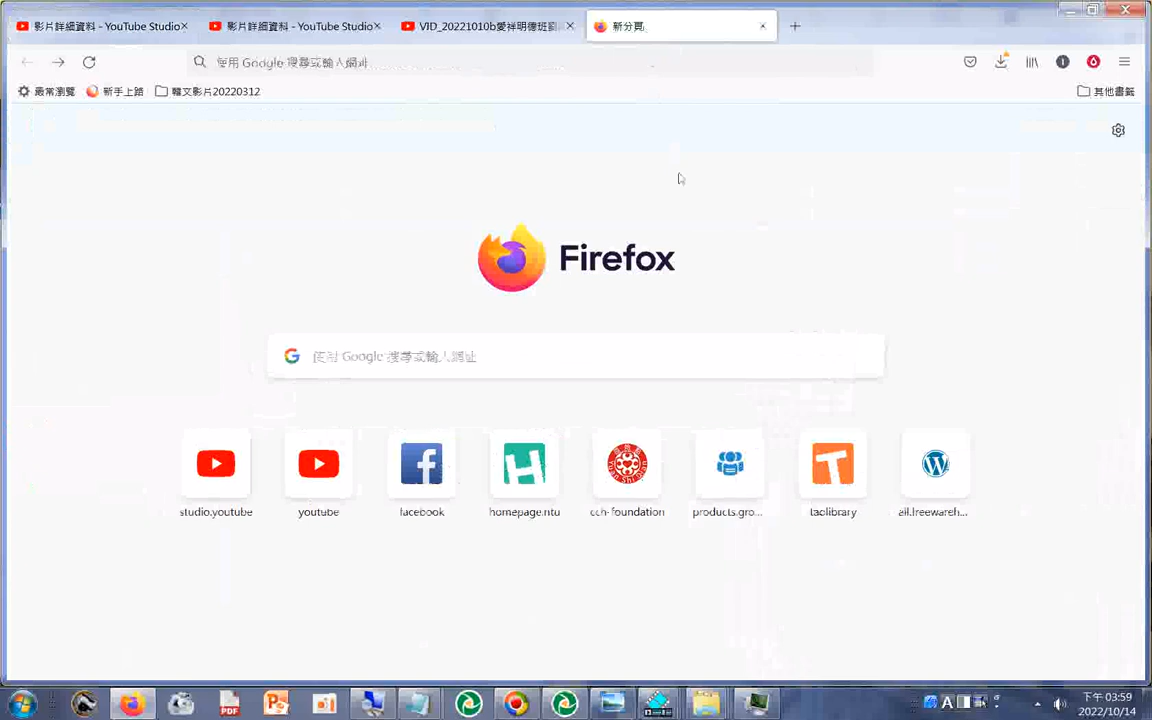 影片詳細資料 - YouTube Studio
影片詳細資料 - YouTube Studio
VID_20221010b愛祥明德班
新分頁
使用 Google 搜尋或輸入網址
最常瀏覽
新手上路
韓文影片20220312
其他書籤
Firefox
使用 Google 搜尋或輸入網址
studio.youtube
youtube
facebook
homepage.ntu
cch-foundation
products.gro...
taolibrary
all.freewareh...
PDF
A
下午 03:59
2022/10/14